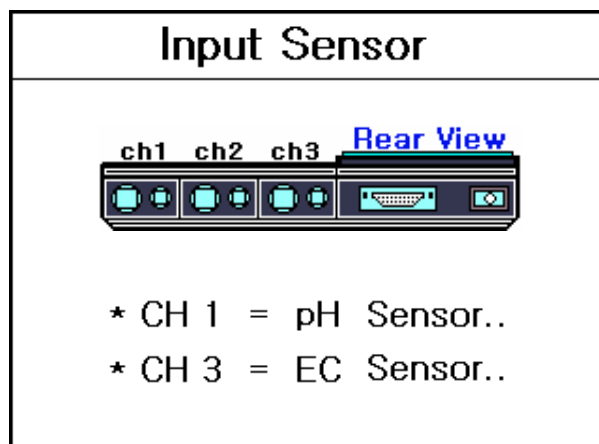 Input Sensor
ch1 ch2 ch3 Rear View
* CH 1 = pH Sensor..
* CH 3 = EC Sensor..